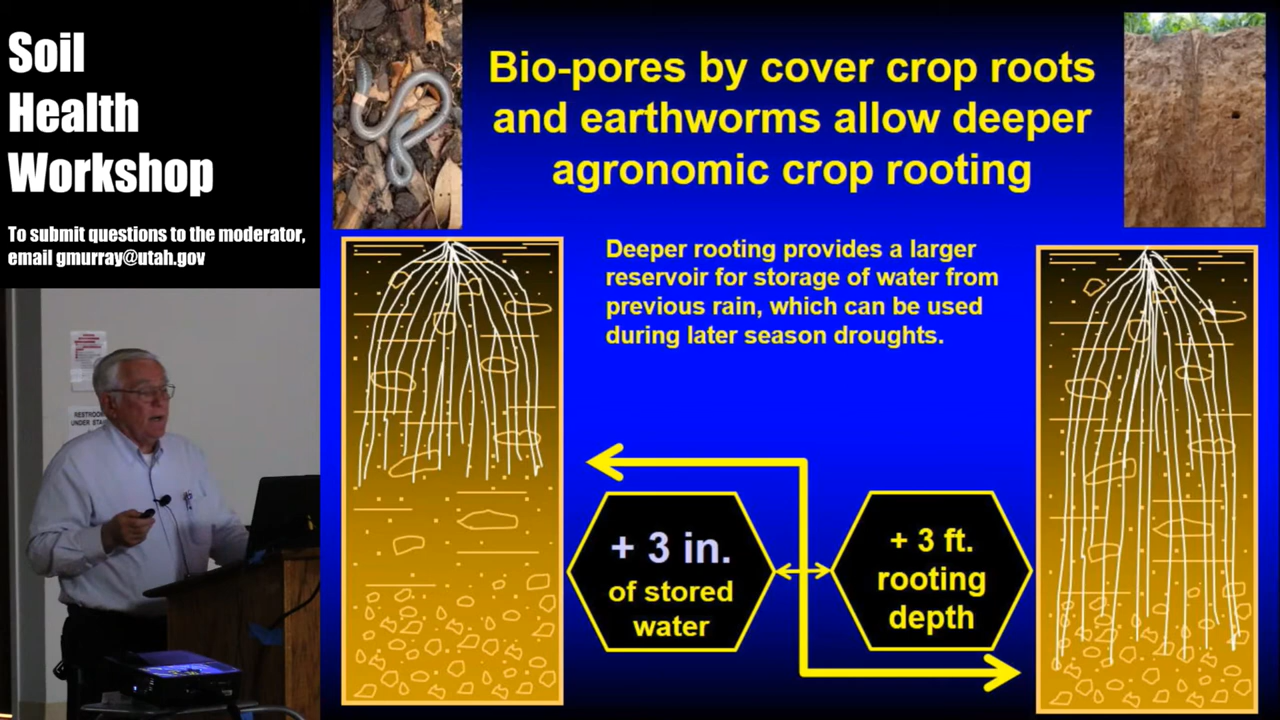 Soil
Health
Workshop
To submit questions to the moderator,
email gmurray@utah.gov
Bio-pores by cover crop roots
and earthworms allow deeper
agronomic crop rooting
Deeper rooting provides a larger
reservoir for storage of water from
previous rain, which can be used
during later season droughts.
+ 3 in.
of stored
water
+ 3 ft.
rooting
depth